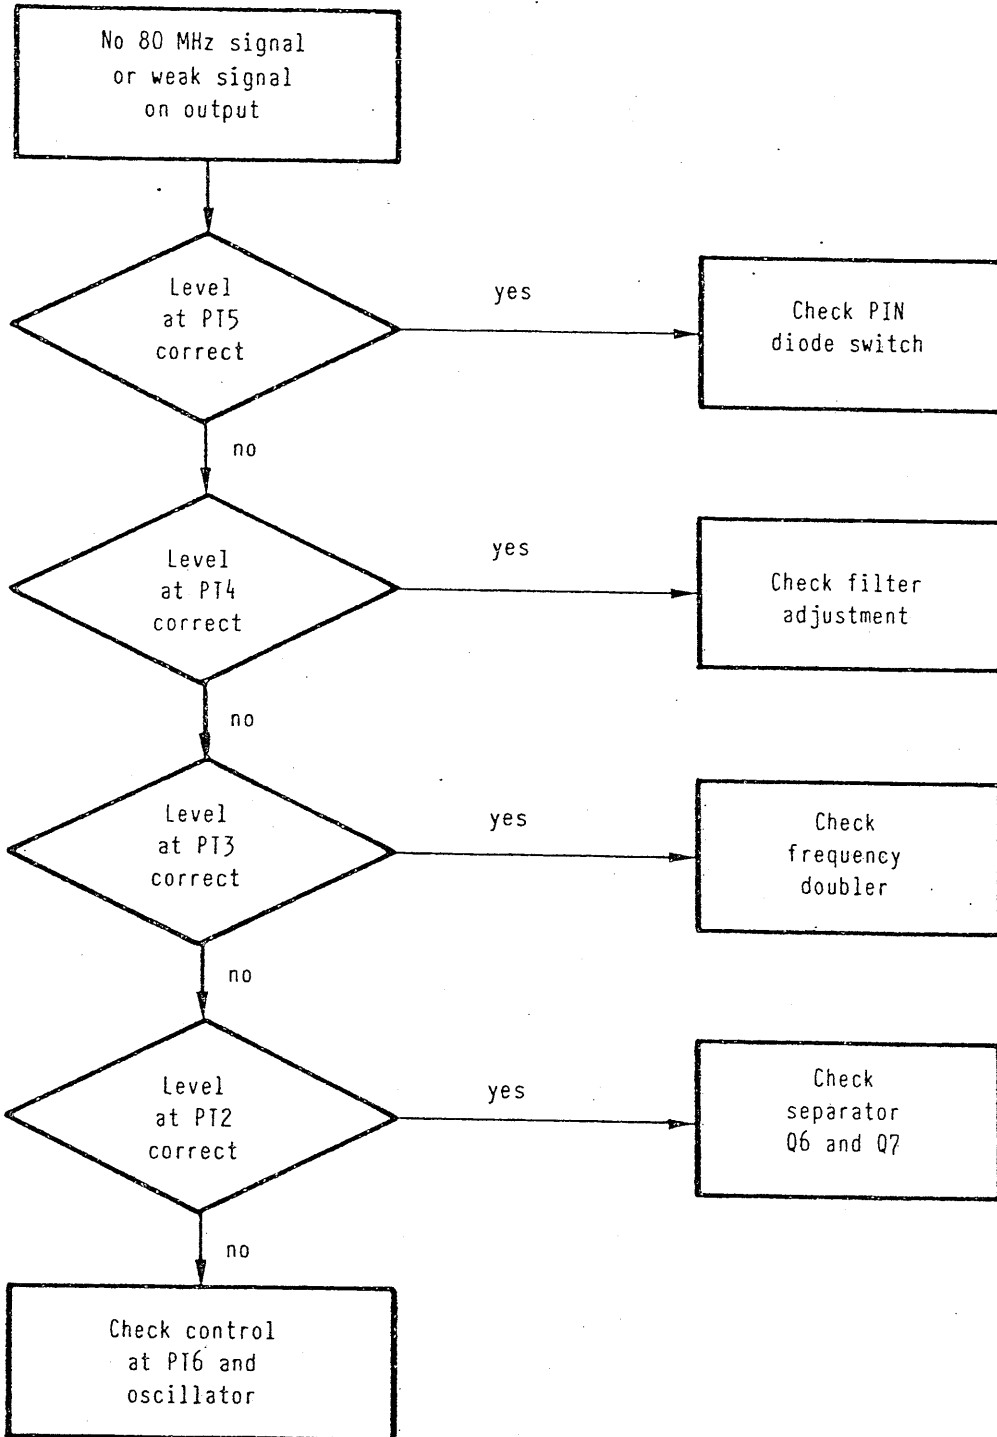 No 80 MHz signal
or weak signal
on output
Level
at PT5
correct
yes
Check PIN
diode switch
no
Level
at PT4
correct
yes
Check filter
adjustment
no
Level
at PT3
correct
yes
Check
frequency
doubler
no
Level
at PT2
correct
yes
Check
separator
Q6 and Q7
no
Check control
at PT6 and
oscillator